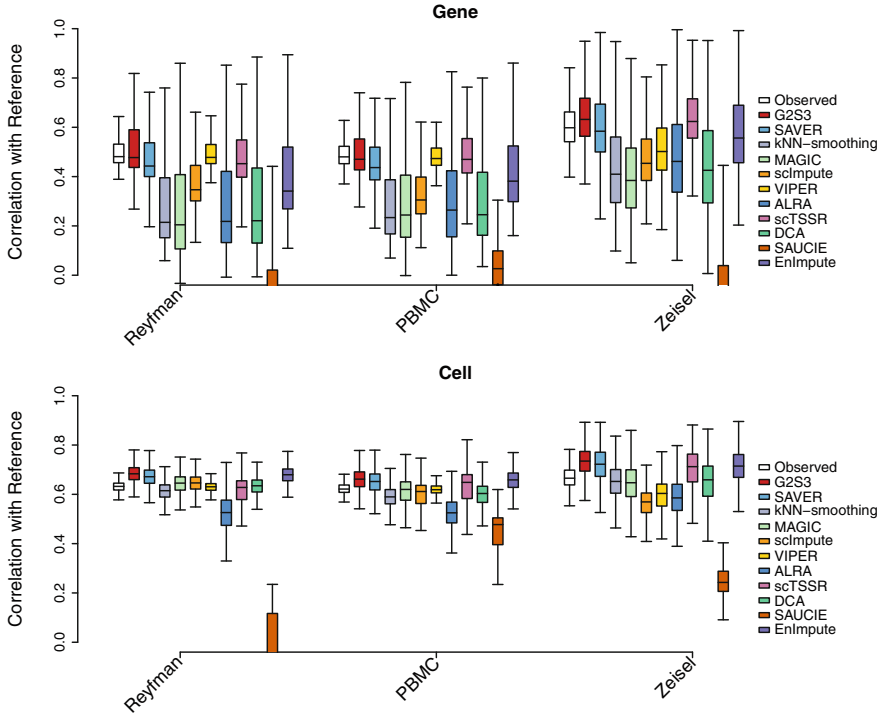 Gene
Correlation with Reference
1.0
0.8
0.6
0.4
0.2
0.0
Reyfman
PBMC
Zeisel
Observed
G2S3
SAVER
kNN−smoothing
MAGIC
scImpute
VIPER
ALRA
scTSSR
DCA
SAUCIE
EnImpute
Cell
Correlation with Reference
1.0
0.8
0.6
0.4
0.2
0.0
Reyfman
PBMC
Zeisel
Observed
G2S3
SAVER
kNN−smoothing
MAGIC
scImpute
VIPER
ALRA
scTSSR
DCA
SAUCIE
EnImpute